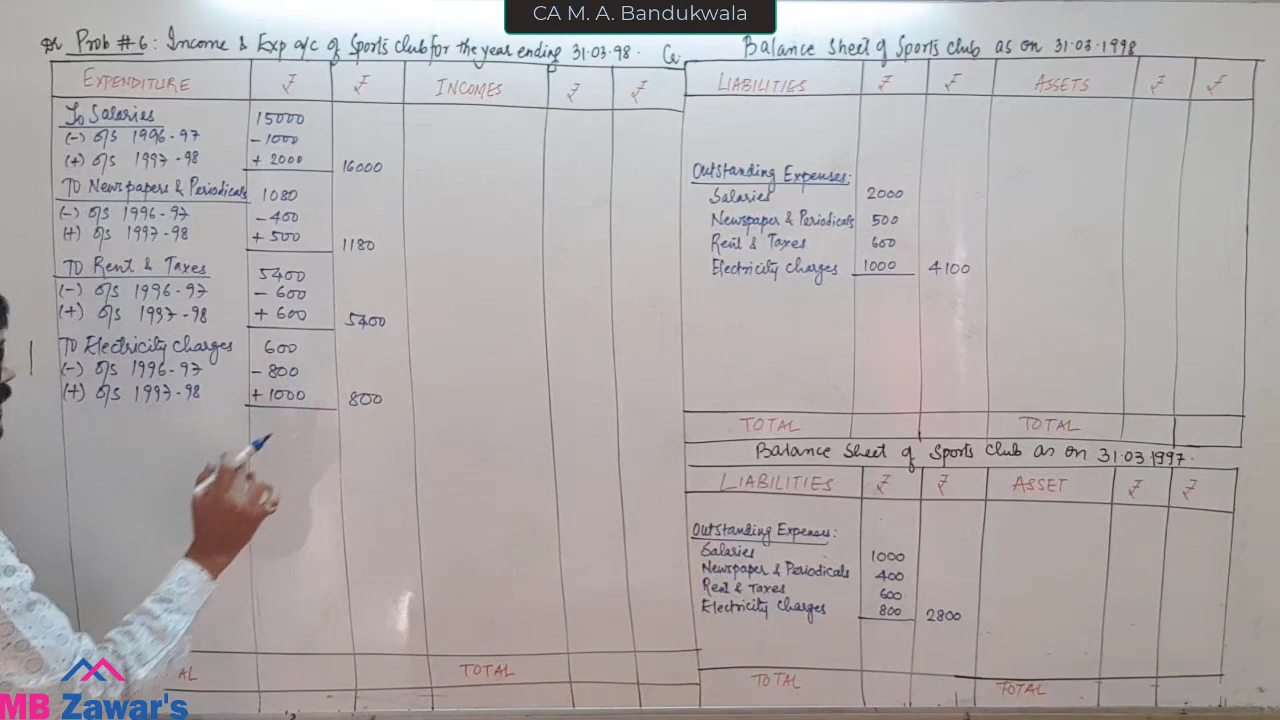 CA M. A. Bandukwala
Dr Prob #6: Income & Exp a/c of Sports club for the year ending 31.03.98. Cr.
EXPENDITURE ₹ ₹ INCOMES ₹ ₹
To Salaries 15000
(-) o/s 1996-97 - 1000
(+) o/s 1997-98 + 2000 16000
To Newspapers & Periodicals 1080
(-) o/s 1996-97 - 400
(+) o/s 1997-98 + 500 1180
To Rent & Taxes 5400
(-) o/s 1996-97 - 600
(+) o/s 1997-98 + 600 5400
To Electricity Charges 600
(-) o/s 1996-97 - 800
(+) o/s 1997-98 + 1000 800
AL TOTAL
Balance Sheet of Sports club as on 31.03.1998
LIABILITIES ₹ ₹ ASSETS ₹ ₹
Outstanding Expenses:
Salaries 2000
Newspaper & Periodicals 500
Rent & Taxes 600
Electricity Charges 1000 4100
TOTAL TOTAL
Balance Sheet of Sports Club as on 31.03.1997.
LIABILITIES ₹ ₹ ASSET ₹ ₹
Outstanding Expenses:
Salaries 1000
Newspaper & Periodicals 400
Rent & Taxes 600
Electricity Charges 800 2800
TOTAL TOTAL
MB Zawar's